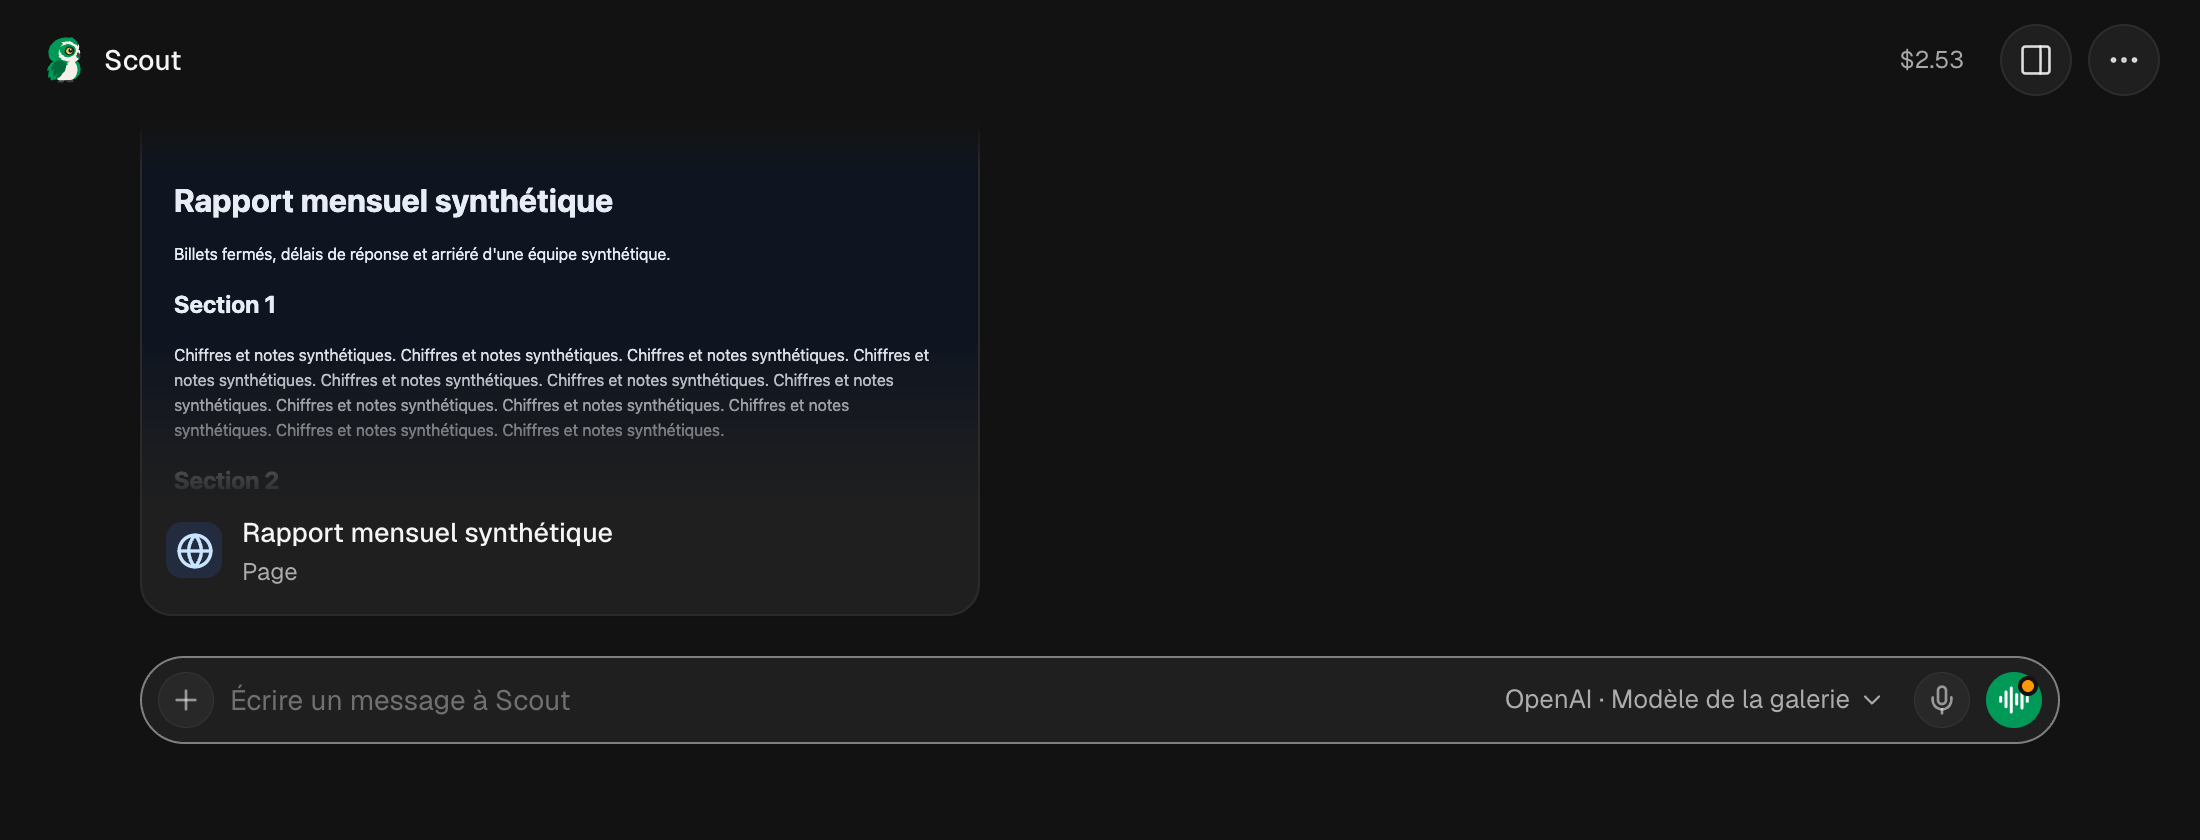 Scout
$2.53
Rapport mensuel synthétique
Billets fermés, délais de réponse et arriéré d'une équipe synthétique.
Section 1
Chiffres et notes synthétiques. Chiffres et notes synthétiques. Chiffres et notes synthétiques. Chiffres et
notes synthétiques. Chiffres et notes synthétiques. Chiffres et notes synthétiques. Chiffres et notes
synthétiques. Chiffres et notes synthétiques. Chiffres et notes synthétiques. Chiffres et notes
synthétiques. Chiffres et notes synthétiques. Chiffres et notes synthétiques.
Section 2
Rapport mensuel synthétique
Page
Écrire un message à Scout
OpenAI · Modèle de la galerie